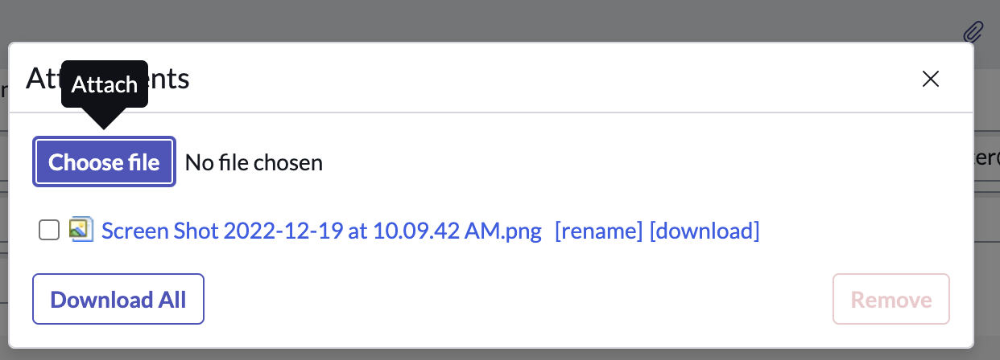 Attach
Choose file No file chosen
Screen Shot 2022-12-19 at 10.09.42 AM.png [rename] [download]
Download All
Remove